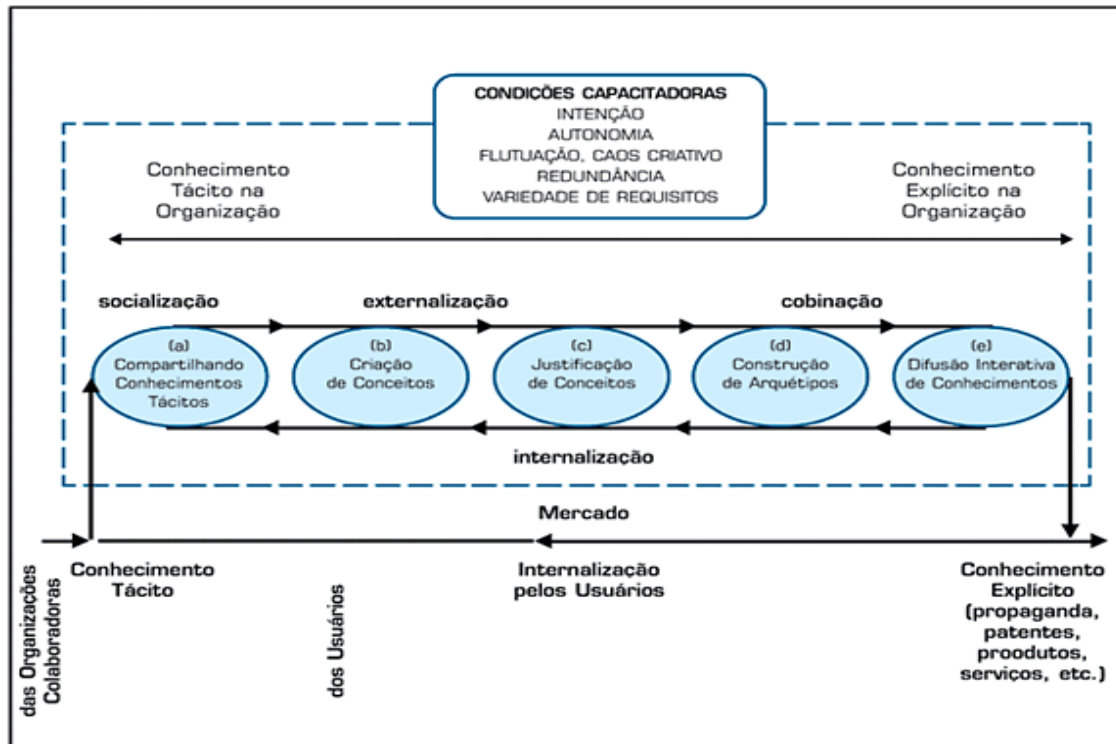 CONDIÇÕES CAPACITADORAS
INTENÇÃO
AUTONOMIA
FLUTUAÇÃO, CAOS CRIATIVO
REDUNDÂNCIA
VARIEDADE DE REQUISITOS
Conhecimento
Tácito na
Organização
Conhecimento
Explícito na
Organização
socialização
externalização
cobinação
(a)
Compartilhando
Conhecimentos
Tácitos
(b)
Criação
de Conceitos
(c)
Justificação
de Conceitos
(d)
Construção
de Arquétipos
(e)
Difusão Interativa
de Conhecimentos
internalização
Mercado
das Organizações
Colaboradoras
Conhecimento
Tácito
dos Usuários
Internalização
pelos Usuários
Conhecimento
Explícito
(propaganda,
patentes,
proodutos,
serviços, etc.)